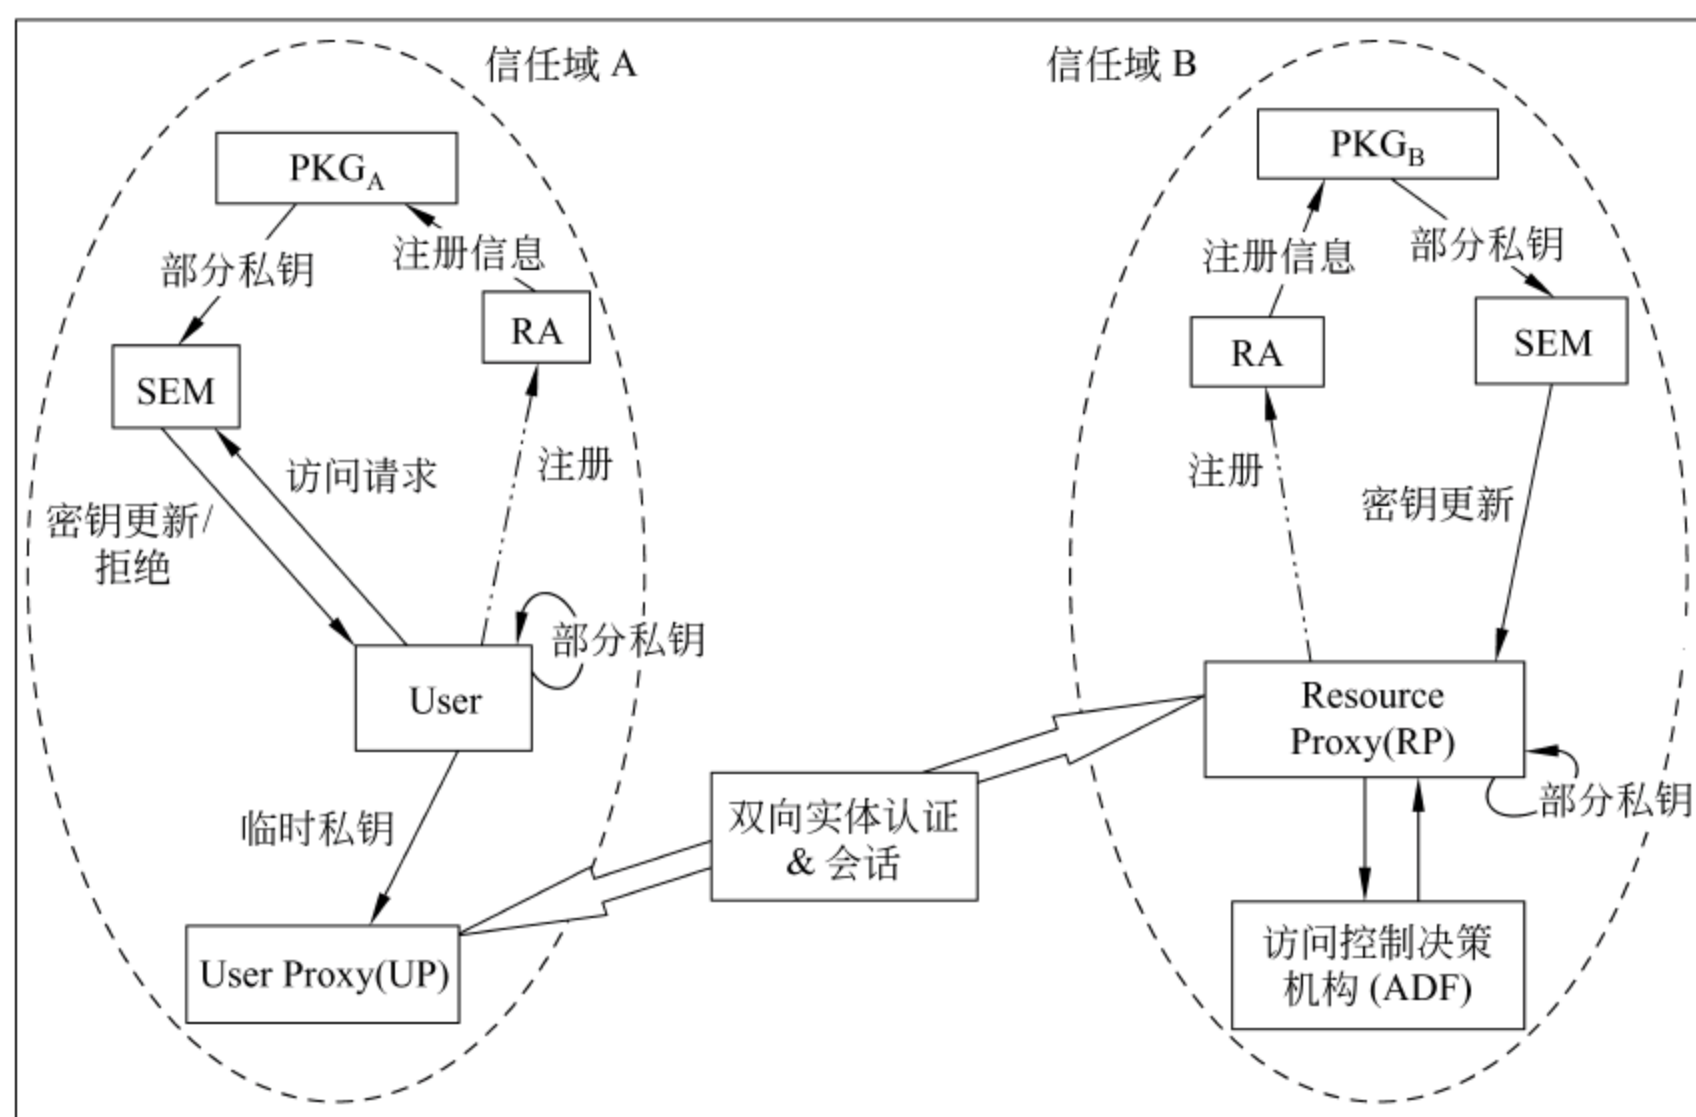 信任域 A
信任域 B
PKGA
PKGB
部分私钥
注册信息
注册信息
部分私钥
SEM
RA
RA
SEM
访问请求
注册
注册
密钥更新/
拒绝
密钥更新
部分私钥
User
Resource
Proxy(RP)
部分私钥
临时私钥
双向实体认证
& 会话
User Proxy(UP)
访问控制决策
机构 (ADF)